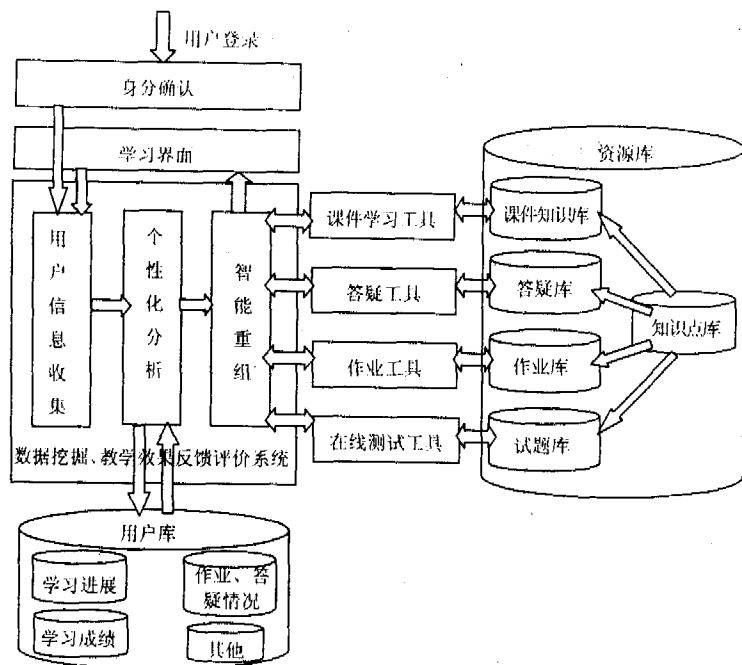 用户登录
身分确认
学习界面
资源库
用户信息收集
个性化分析
智能重组
课件学习工具
课件知识库
答疑工具
答疑库
知识点库
作业工具
作业库
在线测试工具
试题库
数据挖掘、教学效果反馈评价系统
用户库
学习进展
作业、答
疑情况
学习成绩
其他